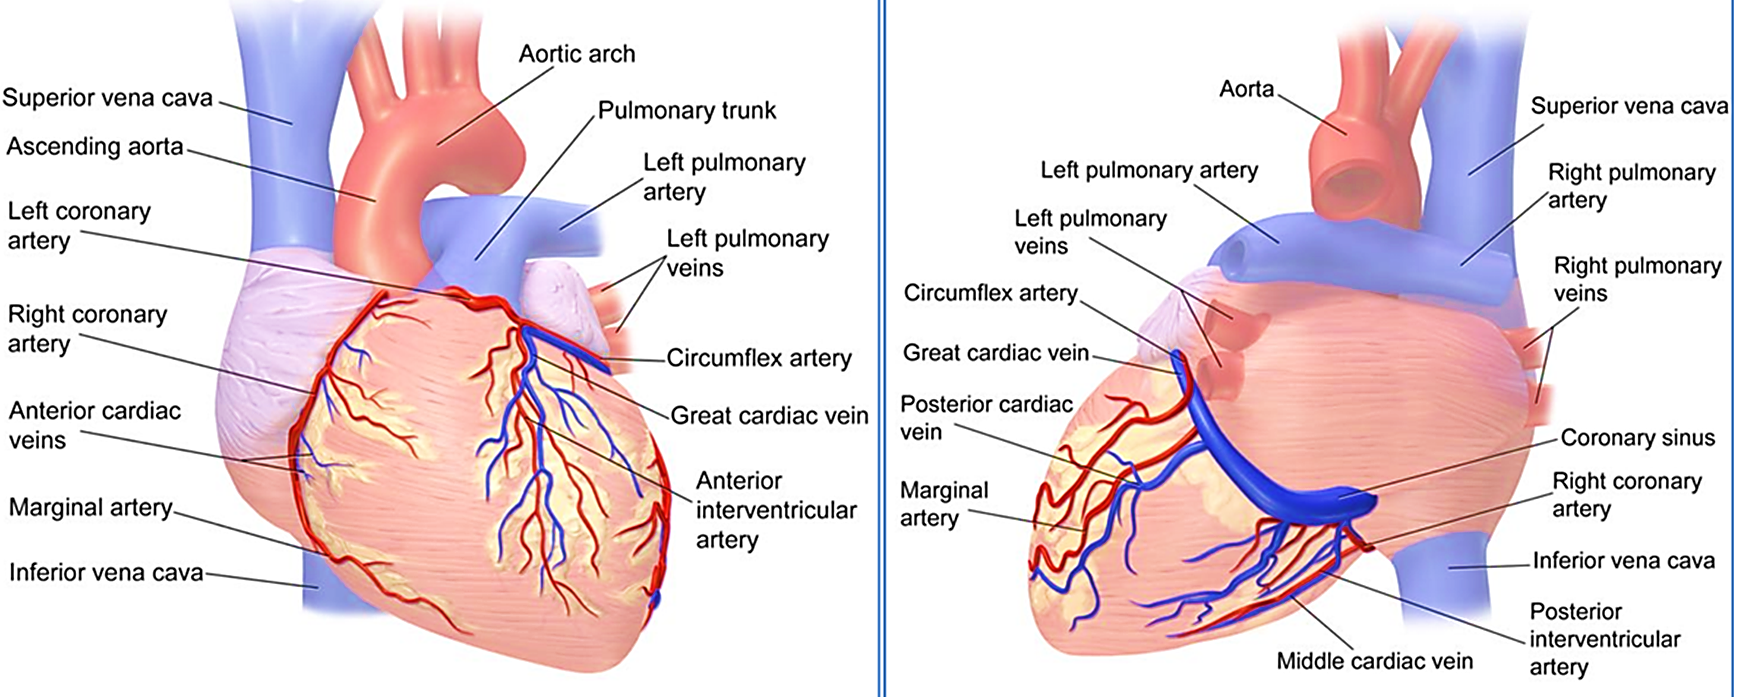 Aortic arch
Superior vena cava
Pulmonary trunk
Ascending aorta
Left pulmonary
artery
Left coronary
artery
Left pulmonary
veins
Right coronary
artery
Circumflex artery
Anterior cardiac
veins
Great cardiac vein
Anterior
interventricular
artery
Marginal artery
Inferior vena cava
Aorta
Superior vena cava
Left pulmonary artery
Right pulmonary
artery
Left pulmonary
veins
Right pulmonary
veins
Circumflex artery
Great cardiac vein
Posterior cardiac
vein
Coronary sinus
Marginal
artery
Right coronary
artery
Inferior vena cava
Posterior
interventricular
artery
Middle cardiac vein